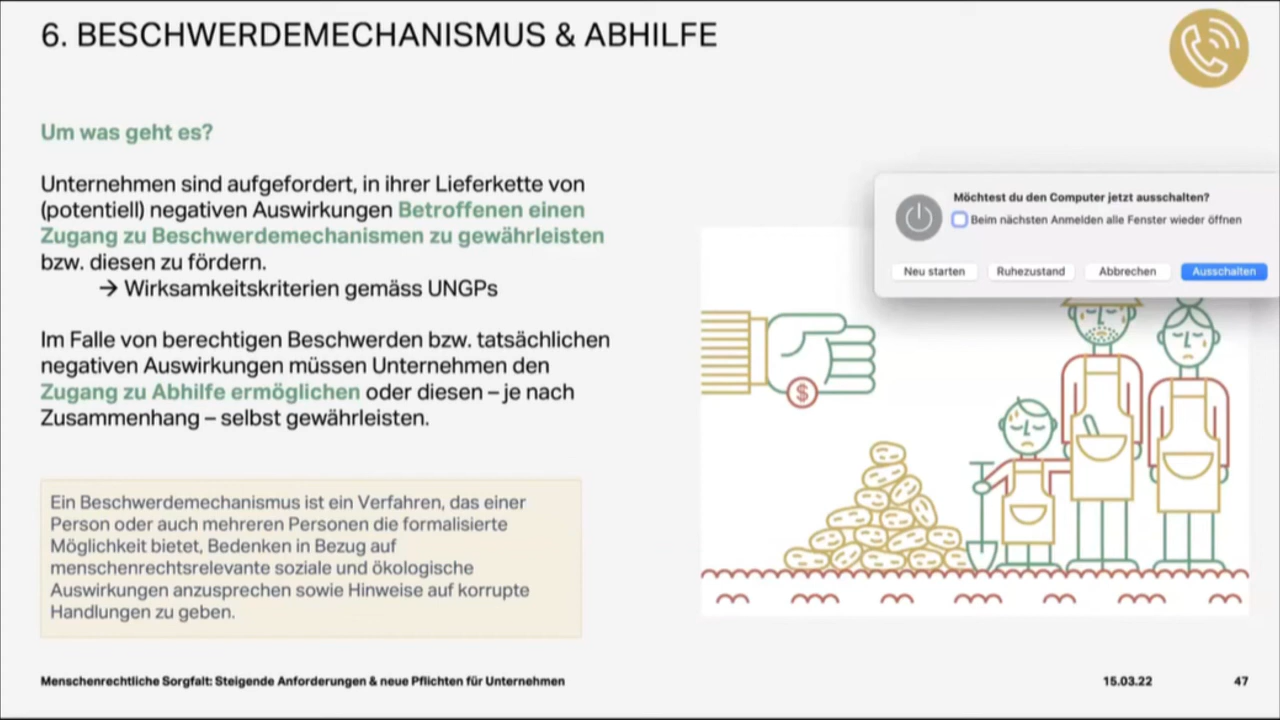 6. BESCHWERDEMECHANISMUS & ABHILFE
Um was geht es?
Unternehmen sind aufgefordert, in ihrer Lieferkette von
(potentiell) negativen Auswirkungen Betroffenen einen
Zugang zu Beschwerdemechanismen zu gewährleisten
bzw. diesen zu fördern.
→ Wirksamkeitskriterien gemäss UNGPs
Im Falle von berechtigen Beschwerden bzw. tatsächlichen
negativen Auswirkungen müssen Unternehmen den
Zugang zu Abhilfe ermöglichen oder diesen – je nach
Zusammenhang – selbst gewährleisten.
Ein Beschwerdemechanismus ist ein Verfahren, das einer
Person oder auch mehreren Personen die formalisierte
Möglichkeit bietet, Bedenken in Bezug auf
menschenrechtsrelevante soziale und ökologische
Auswirkungen anzusprechen sowie Hinweise auf korrupte
Handlungen zu geben.
Möchtest du den Computer jetzt ausschalten?
Beim nächsten Anmelden alle Fenster wieder öffnen
Neu starten Ruhezustand Abbrechen Ausschalten
$
Menschenrechtliche Sorgfalt: Steigende Anforderungen & neue Pflichten für Unternehmen 15.03.22 47